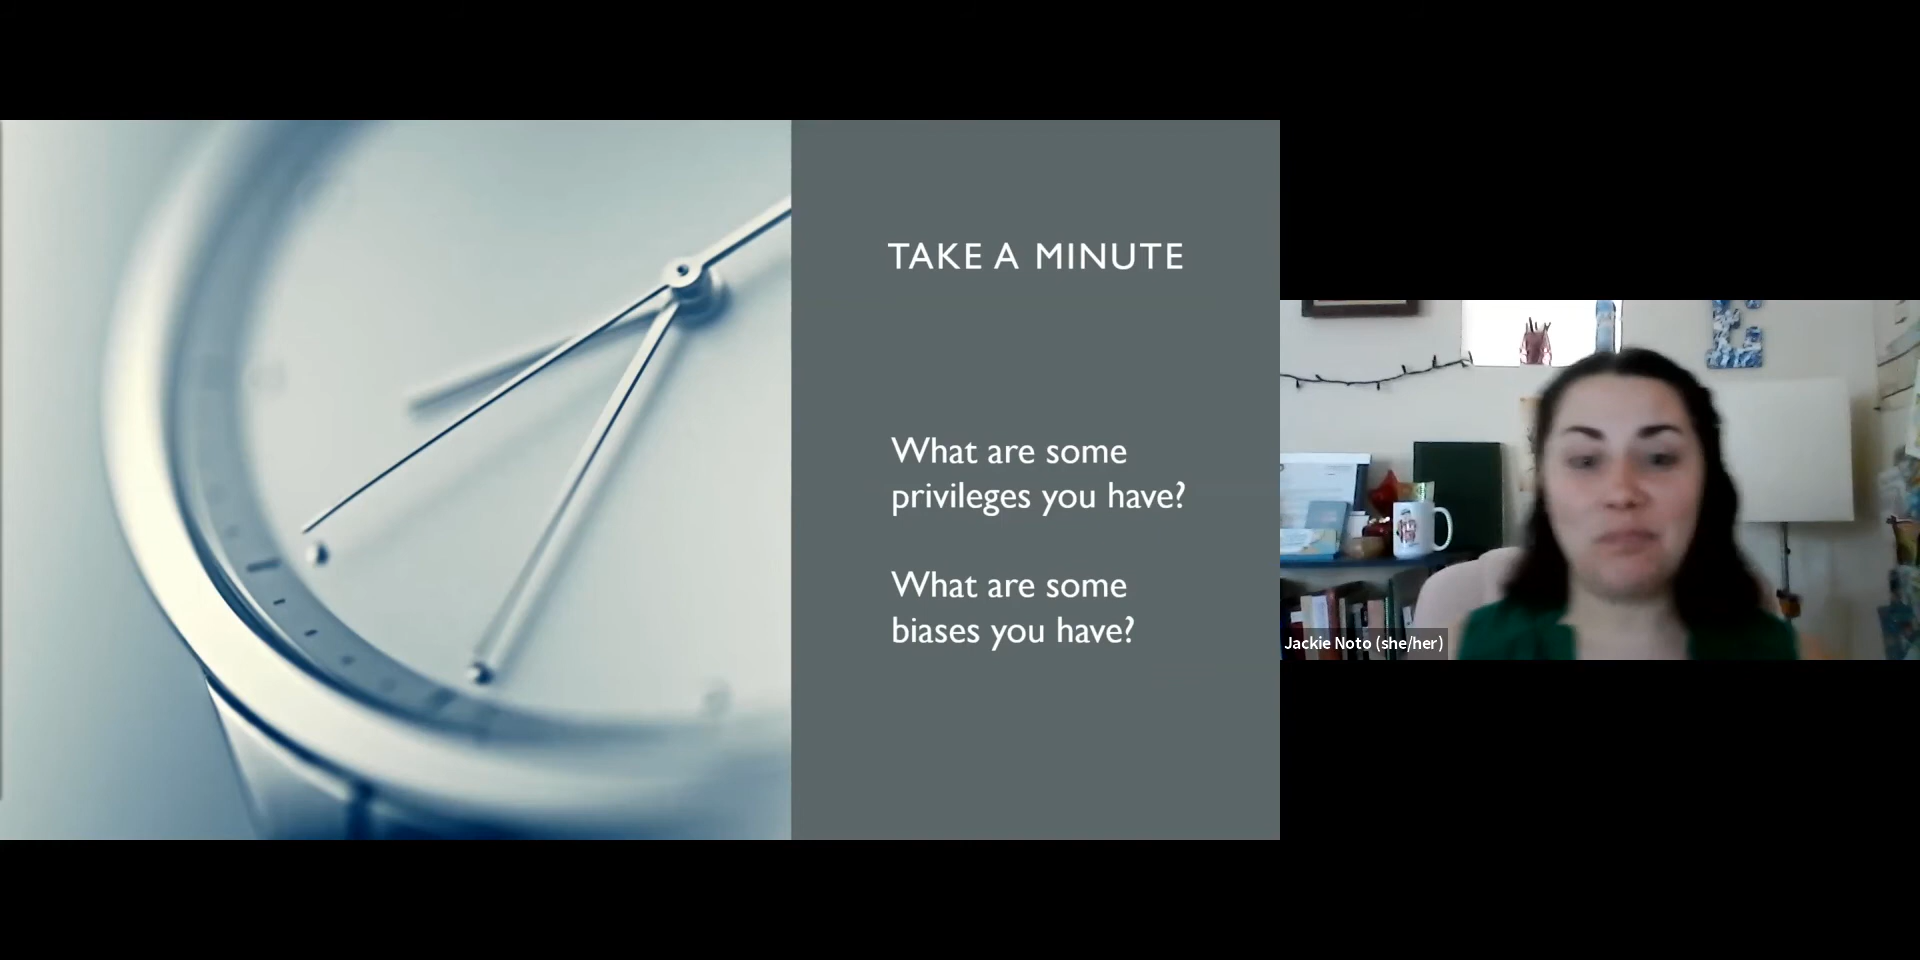 TAKE A MINUTE
What are some
privileges you have?
What are some
biases you have?
Jackie Noto (she/her)